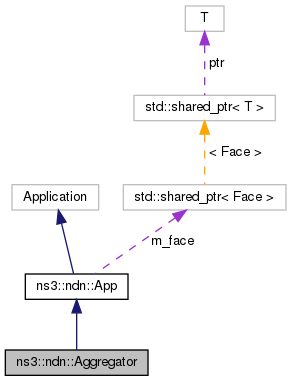 T
ptr
std::shared_ptr< T >
< Face >
Application
std::shared_ptr< Face >
m_face
ns3::ndn::App
ns3::ndn::Aggregator